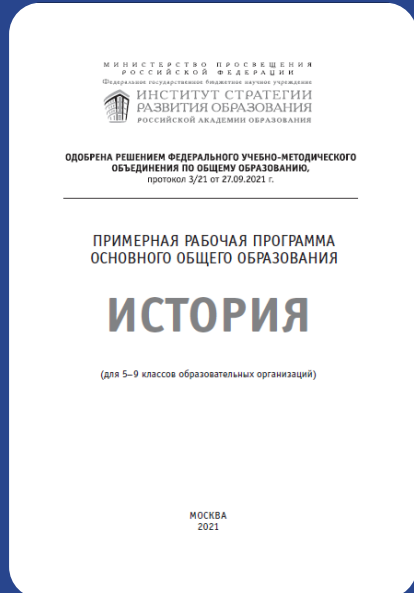 МИНИСТЕРСТВО ПРОСВЕЩЕНИЯ
РОССИЙСКОЙ ФЕДЕРАЦИИ
Федеральное государственное бюджетное научное учреждение
ИНСТИТУТ СТРАТЕГИИ
РАЗВИТИЯ ОБРАЗОВАНИЯ
РОССИЙСКОЙ АКАДЕМИИ ОБРАЗОВАНИЯ
ОДОБРЕНА РЕШЕНИЕМ ФЕДЕРАЛЬНОГО УЧЕБНО-МЕТОДИЧЕСКОГО
ОБЪЕДИНЕНИЯ ПО ОБЩЕМУ ОБРАЗОВАНИЮ,
протокол 3/21 от 27.09.2021 г.
ПРИМЕРНАЯ РАБОЧАЯ ПРОГРАММА
ОСНОВНОГО ОБЩЕГО ОБРАЗОВАНИЯ
ИСТОРИЯ
(для 5–9 классов образовательных организаций)
МОСКВА
2021